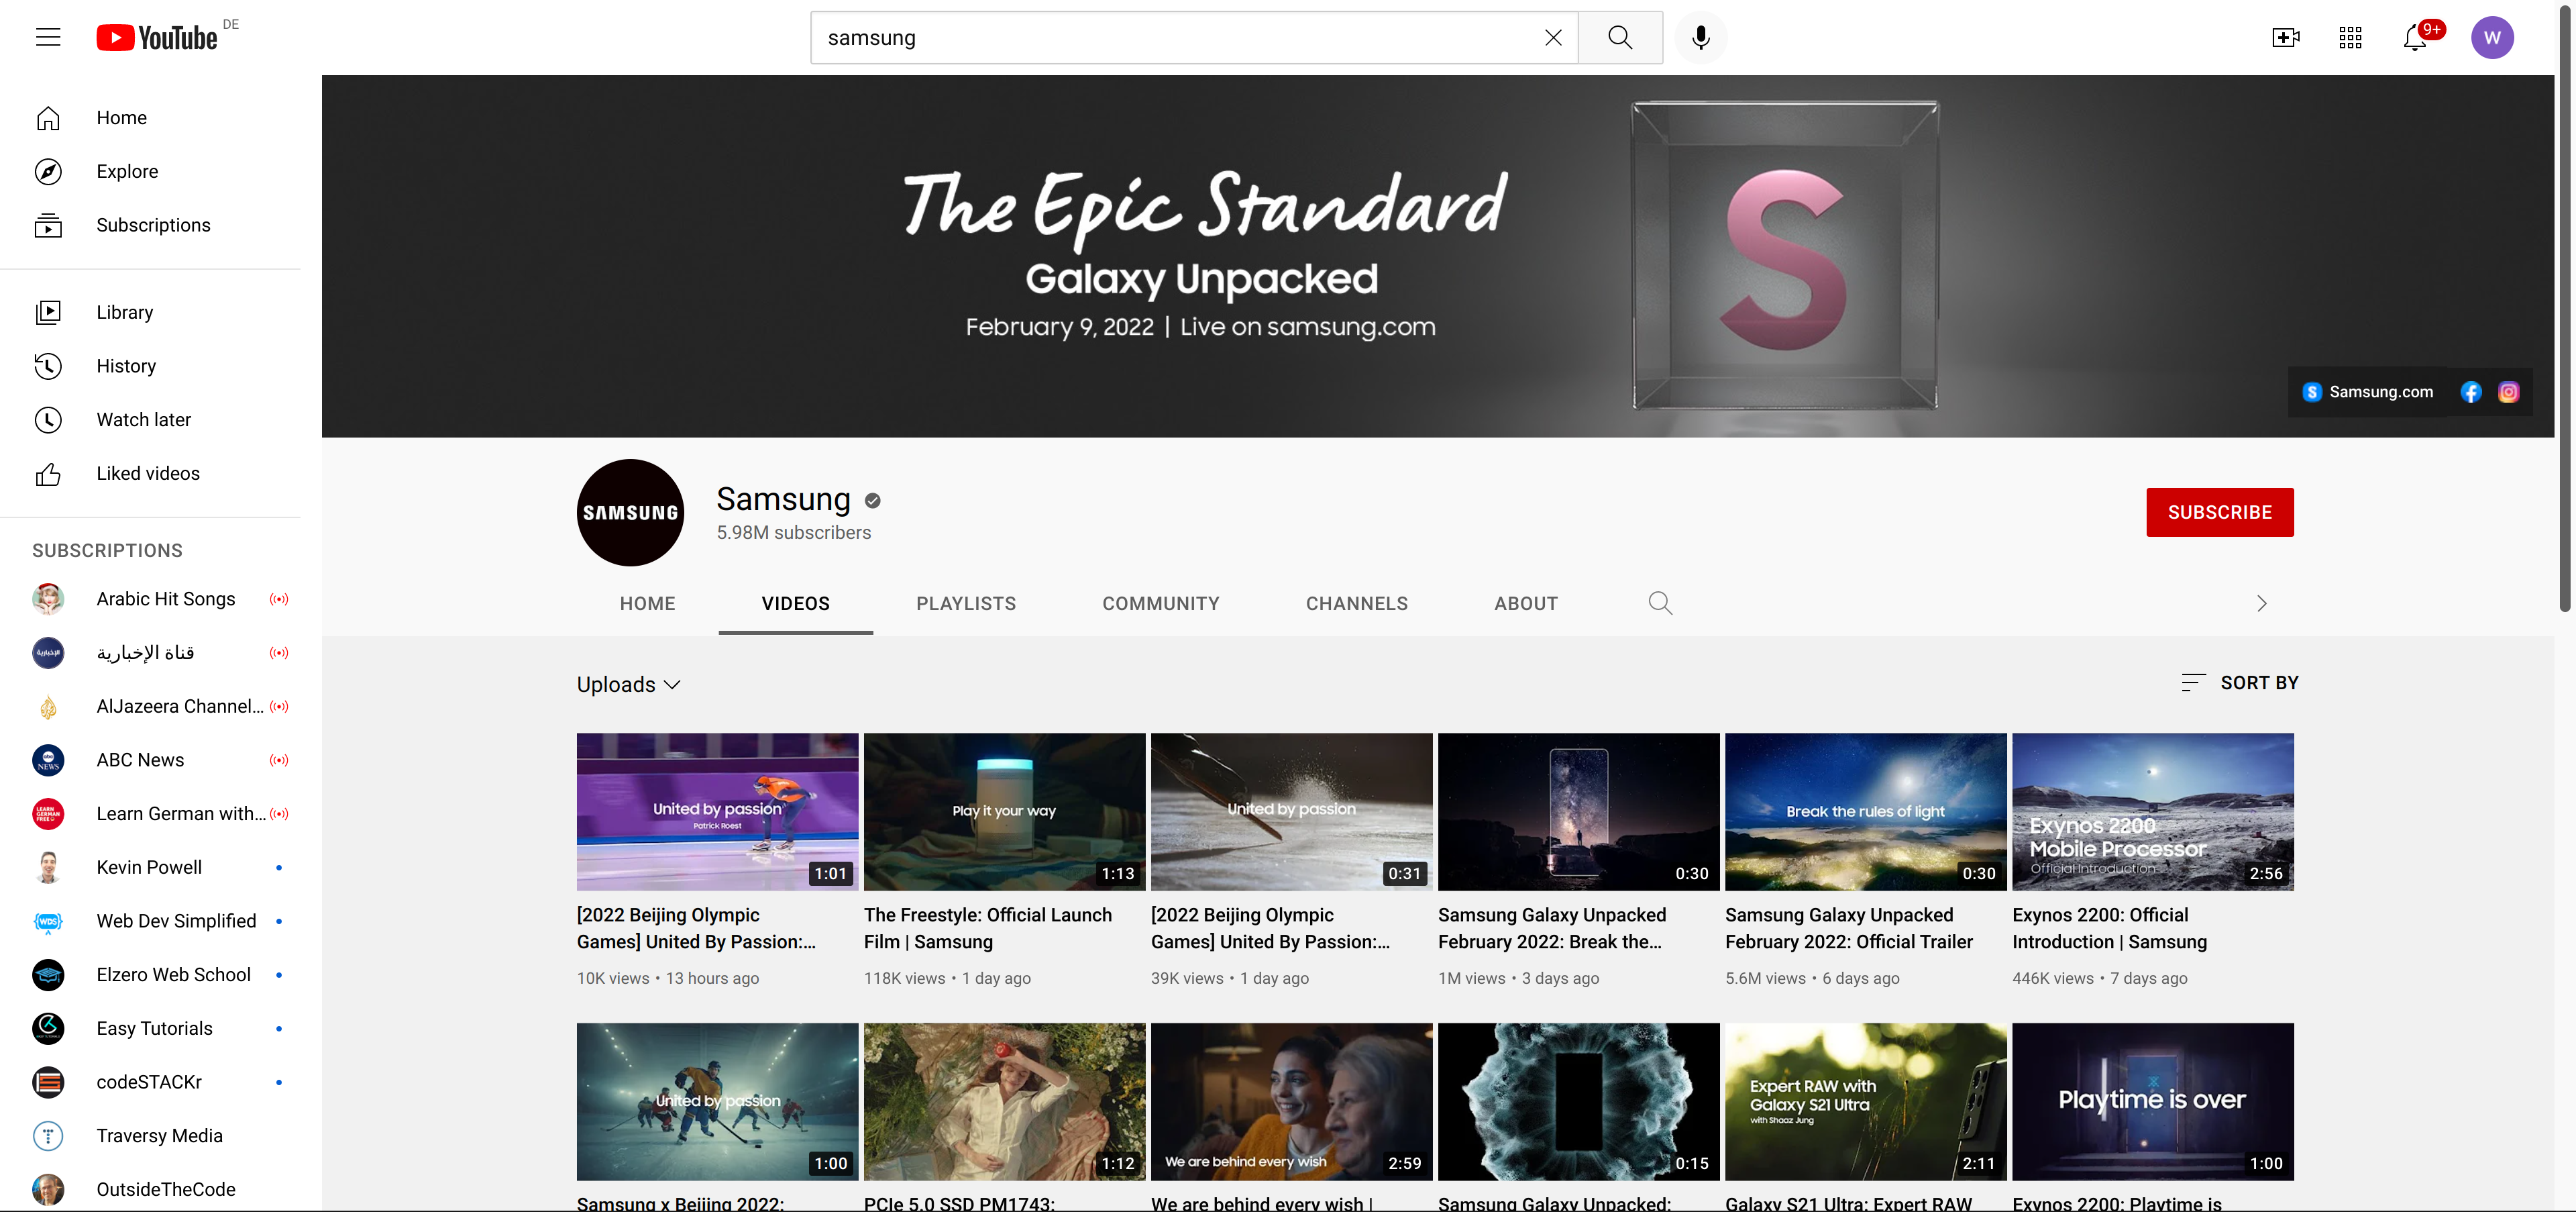 YouTube DE
samsung
9+
W
Home
Explore
Subscriptions
Library
History
Watch later
Liked videos
SUBSCRIPTIONS
Arabic Hit Songs
قناة الإخبارية
AlJazeera Channel...
ABC News
Learn German with...
Kevin Powell
Web Dev Simplified
Elzero Web School
Easy Tutorials
codeSTACKr
Traversy Media
OutsideTheCode
The Epic Standard
Galaxy Unpacked
February 9, 2022 | Live on samsung.com
S
Samsung.com
SAMSUNG
Samsung
5.98M subscribers
SUBSCRIBE
HOME VIDEOS PLAYLISTS COMMUNITY CHANNELS ABOUT
Uploads
SORT BY
United by passion
Patrick Roest
1:01
[2022 Beijing Olympic
Games] United By Passion:...
10K views • 13 hours ago
Play it your way
1:13
The Freestyle: Official Launch
Film | Samsung
118K views • 1 day ago
United by passion
0:31
[2022 Beijing Olympic
Games] United By Passion:...
39K views • 1 day ago
0:30
Samsung Galaxy Unpacked
February 2022: Break the...
1M views • 3 days ago
Break the rules of light
0:30
Samsung Galaxy Unpacked
February 2022: Official Trailer
5.6M views • 6 days ago
Exynos 2200
Mobile Processor
Official Introduction
2:56
Exynos 2200: Official
Introduction | Samsung
446K views • 7 days ago
United by passion
1:00
Samsung x Beijing 2022:
1:12
PCIe 5.0 SSD PM1743:
We are behind every wish
2:59
We are behind every wish |
0:15
Samsung Galaxy Unpacked:
Expert RAW with
Galaxy S21 Ultra
with Shaaz Jung
2:11
Galaxy S21 Ultra: Expert RAW
Playtime is over
1:00
Exynos 2200: Playtime is